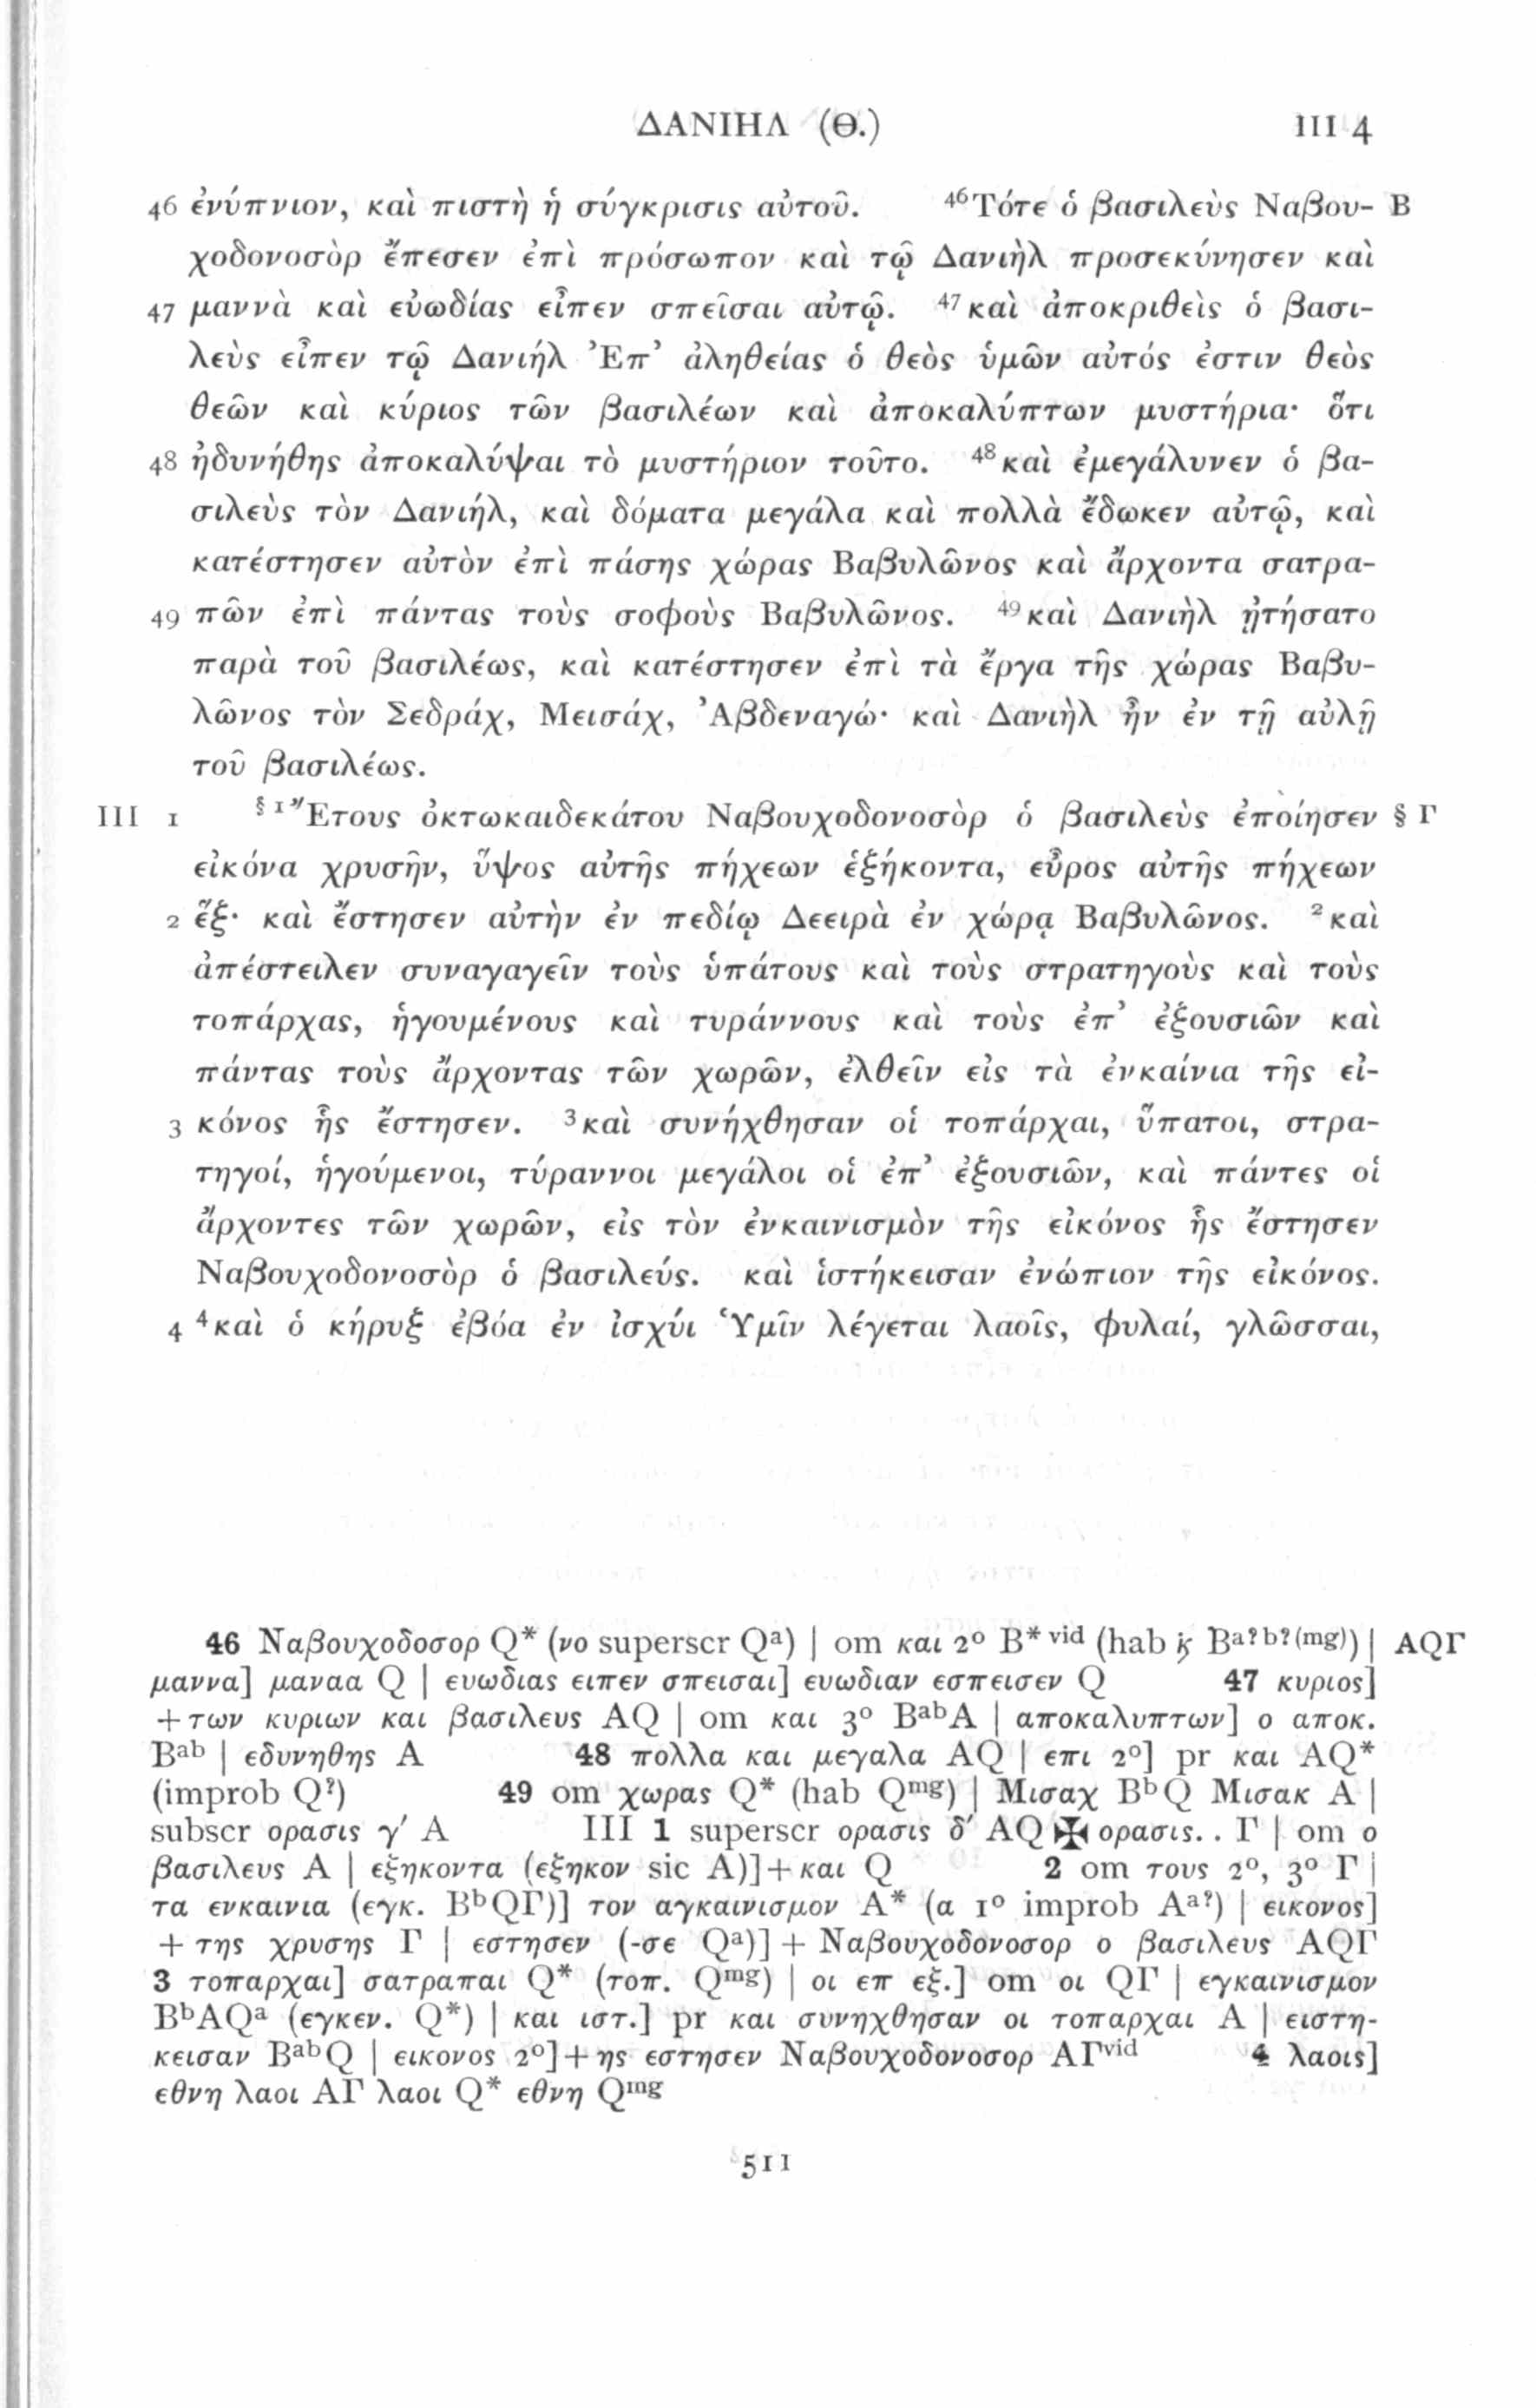 ΔΑΝΙΗΛ (Θ.) III 4
46 ἐνύπνιον, καὶ πιστὴ ἡ σύγκρισις αὐτοῦ. ⁴⁶Τότε ὁ βασιλεὺς Ναβου- B
χοδονοσὸρ ἔπεσεν ἐπὶ πρόσωπον καὶ τῷ Δανιὴλ προσεκύνησεν καὶ
47 μαννὰ καὶ εὐωδίας εἶπεν σπεῖσαι αὐτῷ. ⁴⁷καὶ ἀποκριθεὶς ὁ βασι-
λεὺς εἶπεν τῷ Δανιήλ Ἐπ’ ἀληθείας ὁ θεὸς ὑμῶν αὐτός ἐστιν θεὸς
θεῶν καὶ κύριος τῶν βασιλέων καὶ ἀποκαλύπτων μυστήρια· ὅτι
48 ἠδυνήθης ἀποκαλύψαι τὸ μυστήριον τοῦτο. ⁴⁸καὶ ἐμεγάλυνεν ὁ βα-
σιλεὺς τὸν Δανιήλ, καὶ δόματα μεγάλα καὶ πολλὰ ἔδωκεν αὐτῷ, καὶ
κατέστησεν αὐτὸν ἐπὶ πάσης χώρας Βαβυλῶνος καὶ ἄρχοντα σατρα-
49 πῶν ἐπὶ πάντας τοὺς σοφοὺς Βαβυλῶνος. ⁴⁹καὶ Δανιὴλ ᾐτήσατο
παρὰ τοῦ βασιλέως, καὶ κατέστησεν ἐπὶ τὰ ἔργα τῆς χώρας Βαβυ-
λῶνος τὸν Σεδράχ, Μεισάχ, Ἀβδεναγώ· καὶ Δανιὴλ ἦν ἐν τῇ αὐλῇ
τοῦ βασιλέως.
III 1 § ¹Ἔτους ὀκτωκαιδεκάτου Ναβουχοδονοσὸρ ὁ βασιλεὺς ἐποίησεν § Γ
εἰκόνα χρυσῆν, ὕψος αὐτῆς πήχεων ἑξήκοντα, εὖρος αὐτῆς πήχεων
2 ἕξ· καὶ ἔστησεν αὐτὴν ἐν πεδίῳ Δεειρὰ ἐν χώρᾳ Βαβυλῶνος. ²καὶ
ἀπέστειλεν συναγαγεῖν τοὺς ὑπάτους καὶ τοὺς στρατηγοὺς καὶ τοὺς
τοπάρχας, ἡγουμένους καὶ τυράννους καὶ τοὺς ἐπ’ ἐξουσιῶν καὶ
πάντας τοὺς ἄρχοντας τῶν χωρῶν, ἐλθεῖν εἰς τὰ ἐνκαίνια τῆς εἰ-
3 κόνος ἧς ἔστησεν. ³καὶ συνήχθησαν οἱ τοπάρχαι, ὕπατοι, στρα-
τηγοί, ἡγούμενοι, τύραννοι μεγάλοι οἱ ἐπ’ ἐξουσιῶν, καὶ πάντες οἱ
ἄρχοντες τῶν χωρῶν, εἰς τὸν ἐνκαινισμὸν τῆς εἰκόνος ἧς ἔστησεν
Ναβουχοδονοσὸρ ὁ βασιλεύς. καὶ ἱστήκεισαν ἐνώπιον τῆς εἰκόνος.
4 ⁴καὶ ὁ κήρυξ ἐβόα ἐν ἰσχύι Ὑμῖν λέγεται λαοῖς, φυλαί, γλῶσσαι,
46 Ναβουχοδοσορ Q* (νο superscr Qᵃ) | om και 2° B* ᵛⁱᵈ (hab ϗ Bᵃ?ᵇ?(ᵐᵍ)) | AQΓ
μαννα] μαναα Q | ευωδιας ειπεν σπεισαι] ευωδιαν εσπεισεν Q 47 κυριος]
+ των κυριων και βασιλευς AQ | om και 3° BᵃᵇA | αποκαλυπτων] ο αποκ.
Bᵃᵇ | εδυνηθης A 48 πολλα και μεγαλα AQ | επι 2°] pr και AQ*
(improb Q?) 49 om χωρας Q* (hab Qᵐᵍ) | Μισαχ BᵇQ Μισακ A |
subscr ορασις γ′ A III 1 superscr ορασις δ′ AQ ✠ ορασις. . Γ | om ο
βασιλευς A | εξηκοντα (εξηκον sic A)] + και Q 2 om τους 2°, 3° Γ |
τα ενκαινια (εγκ. BᵇQΓ)] τον αγκαινισμον A* (α 1° improb Aᵃ?) | εικονος]
+ της χρυσης Γ | εστησεν (-σε Qᵃ)] + Ναβουχοδονοσορ ο βασιλευς AQΓ
3 τοπαρχαι] σατραπαι Q* (τοπ. Qᵐᵍ) | οι επ εξ.] om οι QΓ | εγκαινισμον
BᵇAQᵃ (εγκεν. Q*) | και ιστ.] pr και συνηχθησαν οι τοπαρχαι A | ειστη-
κεισαν BᵃᵇQ | εικονος 2°] + ης εστησεν Ναβουχοδονοσορ AΓᵛⁱᵈ 4 λαοις]
εθνη λαοι AΓ λαοι Q* εθνη Qᵐᵍ
511